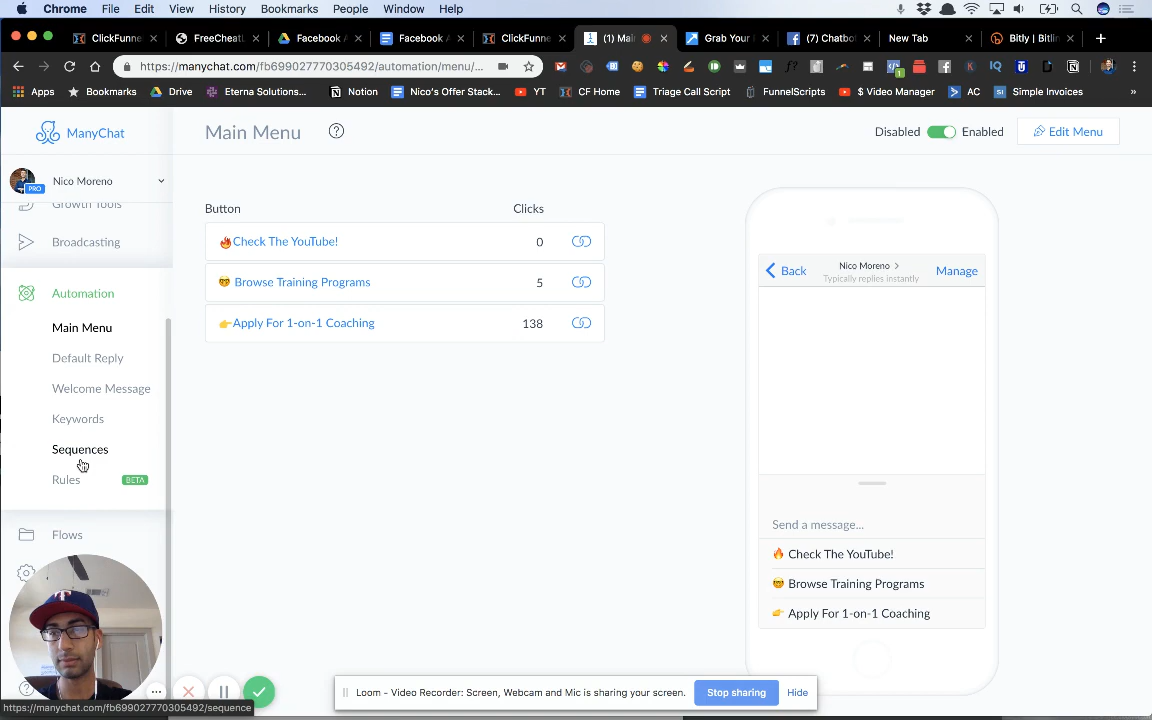 Chrome File Edit View History Bookmarks People Window Help
ClickFunne FreeCheat Facebook A Facebook A ClickFunne (1) Mai Grab Your (7) Chatbo New Tab Bitly | Bitlin
https://manychat.com/fb699027770305492/automation/menu/...
Apps Bookmarks Drive Eterna Solutions... Notion Nico's Offer Stack... YT CF Home Triage Call Script FunnelScripts $ Video Manager AC Simple Invoices »
ManyChat
Main Menu ?
Disabled Enabled Edit Menu
PRO Nico Moreno
Growth Tools
Broadcasting
Automation
Main Menu
Default Reply
Welcome Message
Keywords
Sequences
Rules BETA
Flows
Button Clicks
🔥Check The YouTube! 0
🤓 Browse Training Programs 5
👉Apply For 1-on-1 Coaching 138
Back Nico Moreno > Manage
Typically replies instantly
Send a message...
🔥 Check The YouTube!
🤓 Browse Training Programs
👉 Apply For 1-on-1 Coaching
Loom - Video Recorder: Screen, Webcam and Mic is sharing your screen. Stop sharing Hide
https://manychat.com/fb699027770305492/sequence